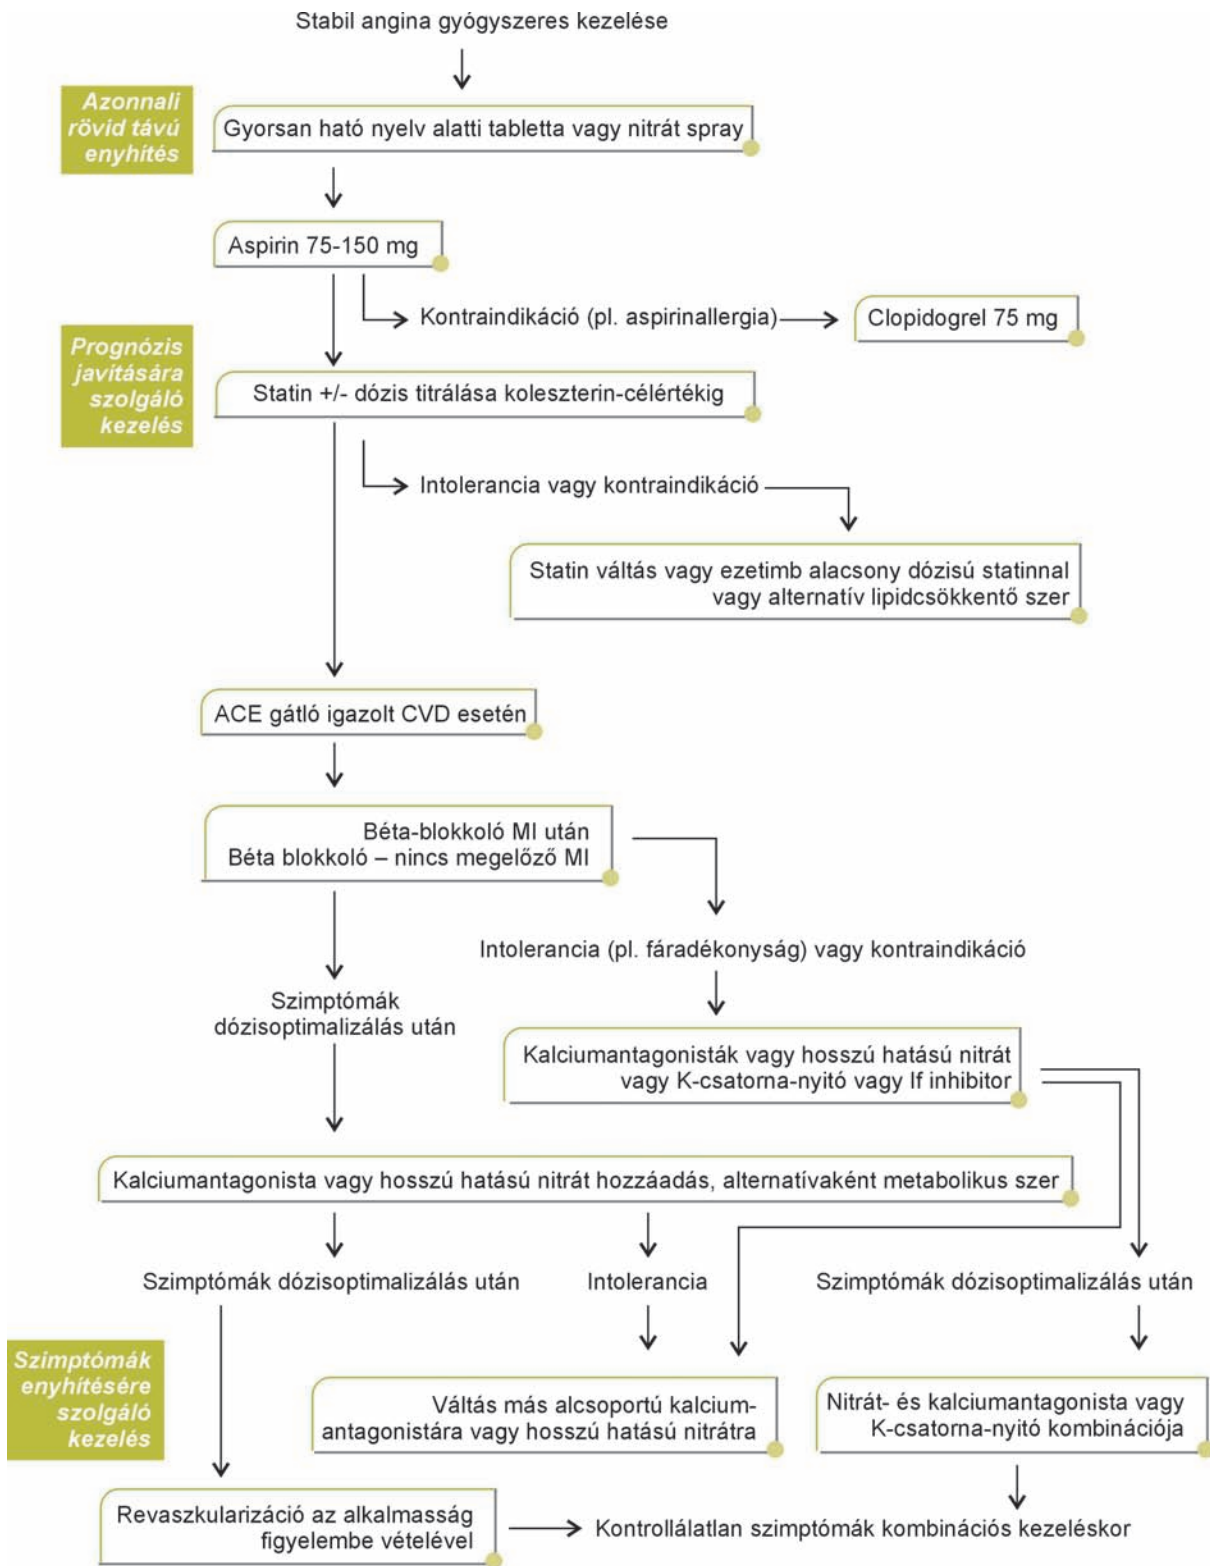 Stabil angina gyógyszeres kezelése
Azonnali
rövid távú
enyhítés
Gyorsan ható nyelv alatti tabletta vagy nitrát spray
Aspirin 75-150 mg
Kontraindikáció (pl. aspirinallergia)
Clopidogrel 75 mg
Prognózis
javítására
szolgáló
kezelés
Statin +/- dózis titrálása koleszterin-célértékig
Intolerancia vagy kontraindikáció
Statin váltás vagy ezetimb alacsony dózisú statinnal
vagy alternatív lipidcsökkentő szer
ACE gátló igazolt CVD esetén
Béta-blokkoló MI után
Béta blokkoló – nincs megelőző MI
Intolerancia (pl. fáradékonyság) vagy kontraindikáció
Szimptómák
dózisoptimalizálás után
Kalciumantagonisták vagy hosszú hatású nitrát
vagy K-csatorna-nyitó vagy If inhibitor
Kalciumantagonista vagy hosszú hatású nitrát hozzáadás, alternatívaként metabolikus szer
Szimptómák dózisoptimalizálás után
Intolerancia
Szimptómák dózisoptimalizálás után
Szimptómák
enyhítésére
szolgáló
kezelés
Váltás más alcsoportú kalcium-
antagonistára vagy hosszú hatású nitrátra
Nitrát- és kalciumantagonista vagy
K-csatorna-nyitó kombinációja
Revaszkularizáció az alkalmasság
figyelembe vételével
Kontrollálatlan szimptómák kombinációs kezeléskor